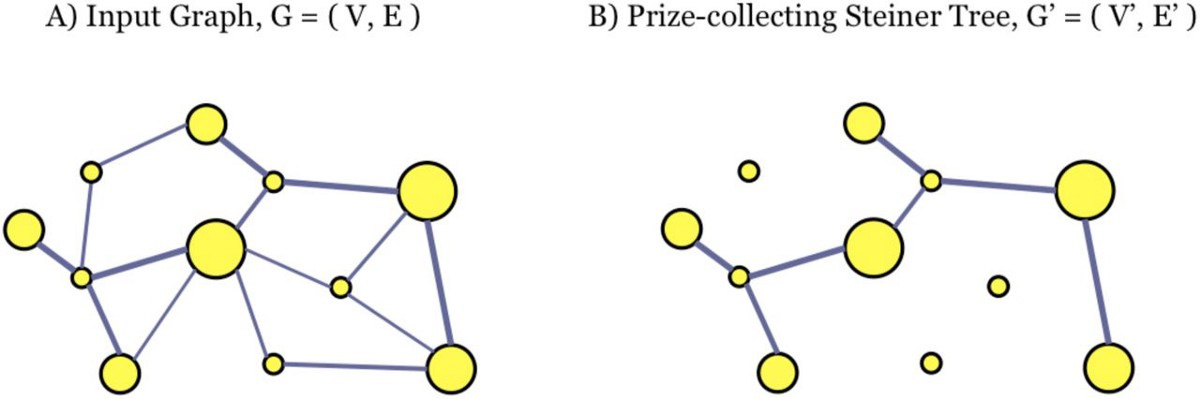 A) Input Graph, G = ( V, E )
B) Prize-collecting Steiner Tree, G’ = ( V’, E’ )